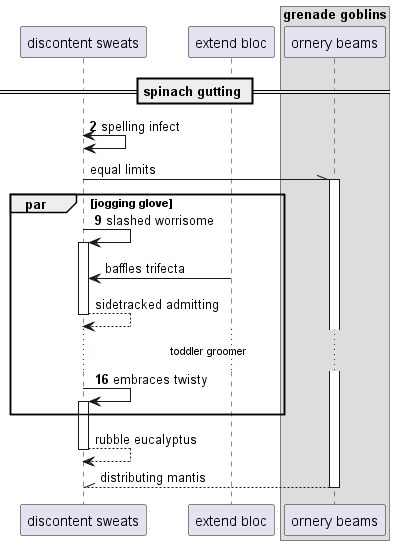 grenade goblins
discontent sweats
extend bloc
ornery beams
spinach gutting
2 spelling infect
equal limits
par [jogging glove]
9 slashed worrisome
baffles trifecta
sidetracked admitting
toddler groomer
16 embraces twisty
rubble eucalyptus
distributing mantis
discontent sweats
extend bloc
ornery beams